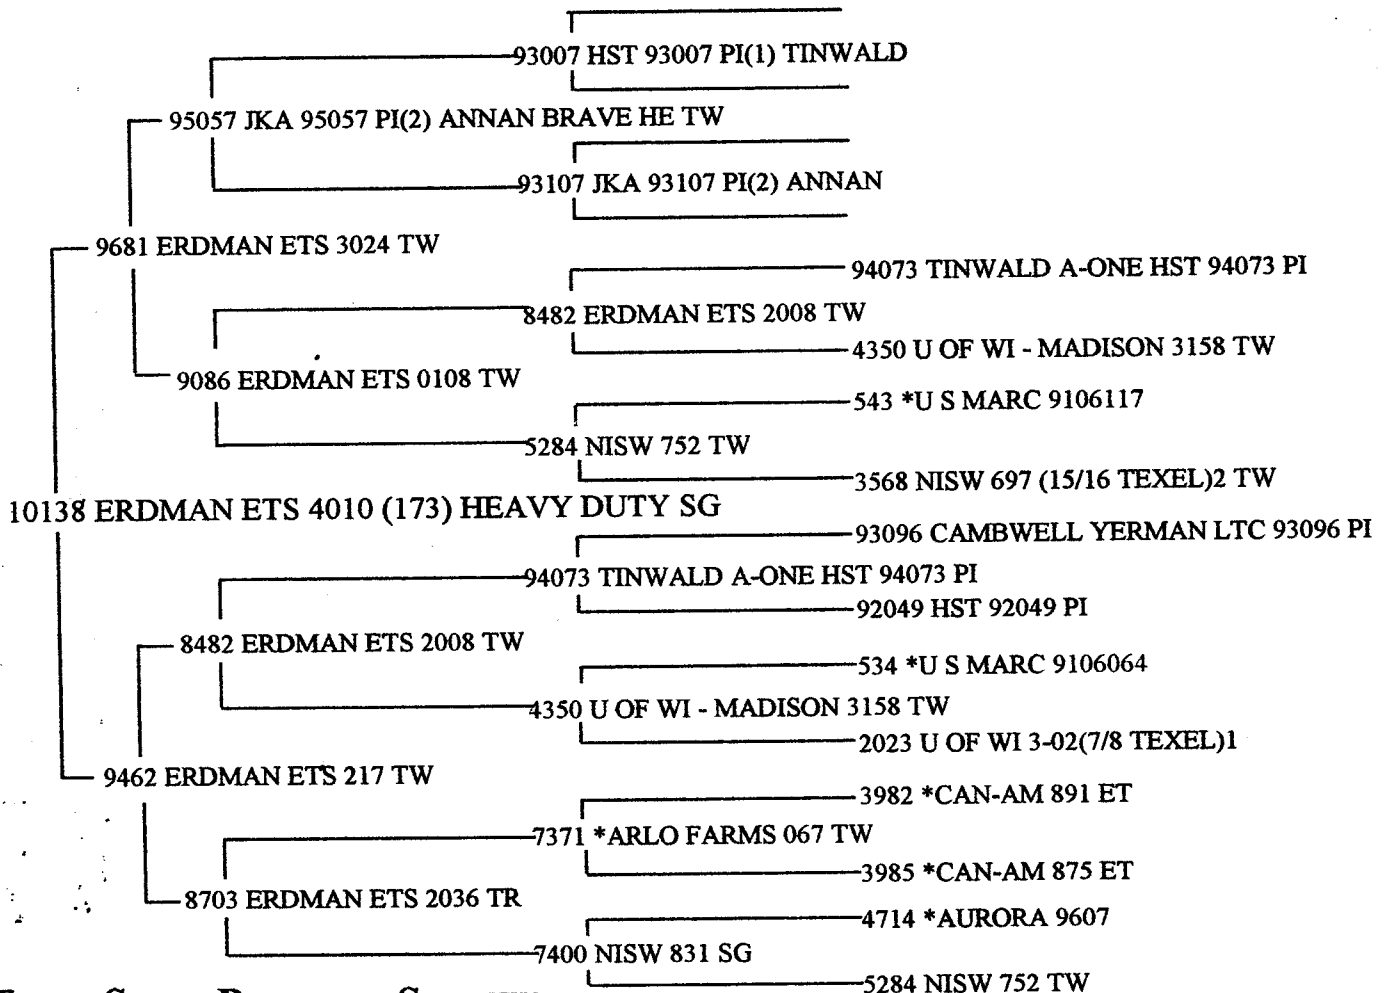 93007 HST 93007 PI(1) TINWALD
95057 JKA 95057 PI(2) ANNAN BRAVE HE TW
93107 JKA 93107 PI(2) ANNAN
9681 ERDMAN ETS 3024 TW
94073 TINWALD A-ONE HST 94073 PI
8482 ERDMAN ETS 2008 TW
4350 U OF WI - MADISON 3158 TW
9086 ERDMAN ETS 0108 TW
543 *U S MARC 9106117
5284 NISW 752 TW
3568 NISW 697 (15/16 TEXEL)2 TW
10138 ERDMAN ETS 4010 (173) HEAVY DUTY SG
93096 CAMBWELL YERMAN LTC 93096 PI
94073 TINWALD A-ONE HST 94073 PI
92049 HST 92049 PI
8482 ERDMAN ETS 2008 TW
534 *U S MARC 9106064
4350 U OF WI - MADISON 3158 TW
2023 U OF WI 3-02(7/8 TEXEL)1
9462 ERDMAN ETS 217 TW
3982 *CAN-AM 891 ET
7371 *ARLO FARMS 067 TW
3985 *CAN-AM 875 ET
8703 ERDMAN ETS 2036 TR
4714 *AURORA 9607
7400 NISW 831 SG
5284 NISW 752 TW